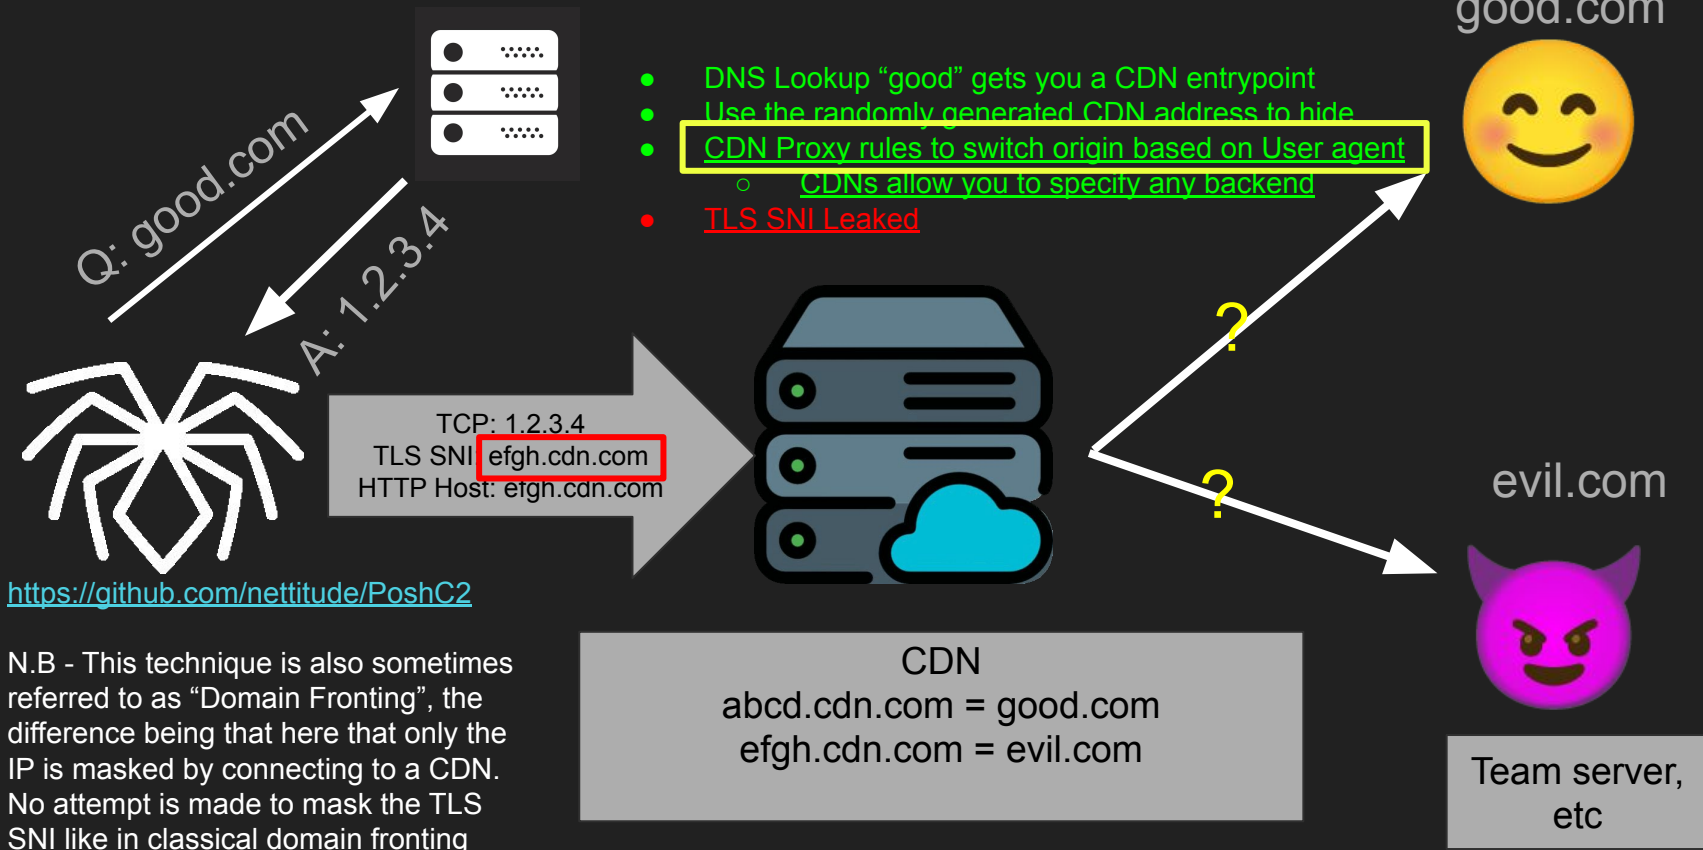 good.com
● DNS Lookup “good” gets you a CDN entrypoint
● Use the randomly generated CDN address to hide
● CDN Proxy rules to switch origin based on User agent
○ CDNs allow you to specify any backend
● TLS SNI Leaked
Q: good.com
A: 1.2.3.4
?
TCP: 1.2.3.4
TLS SNI: efgh.cdn.com
HTTP Host: efgh.cdn.com
?
evil.com
https://github.com/nettitude/PoshC2
N.B - This technique is also sometimes
referred to as “Domain Fronting”, the
difference being that here that only the
IP is masked by connecting to a CDN.
No attempt is made to mask the TLS
SNI like in classical domain fronting
CDN
abcd.cdn.com = good.com
efgh.cdn.com = evil.com
Team server,
etc